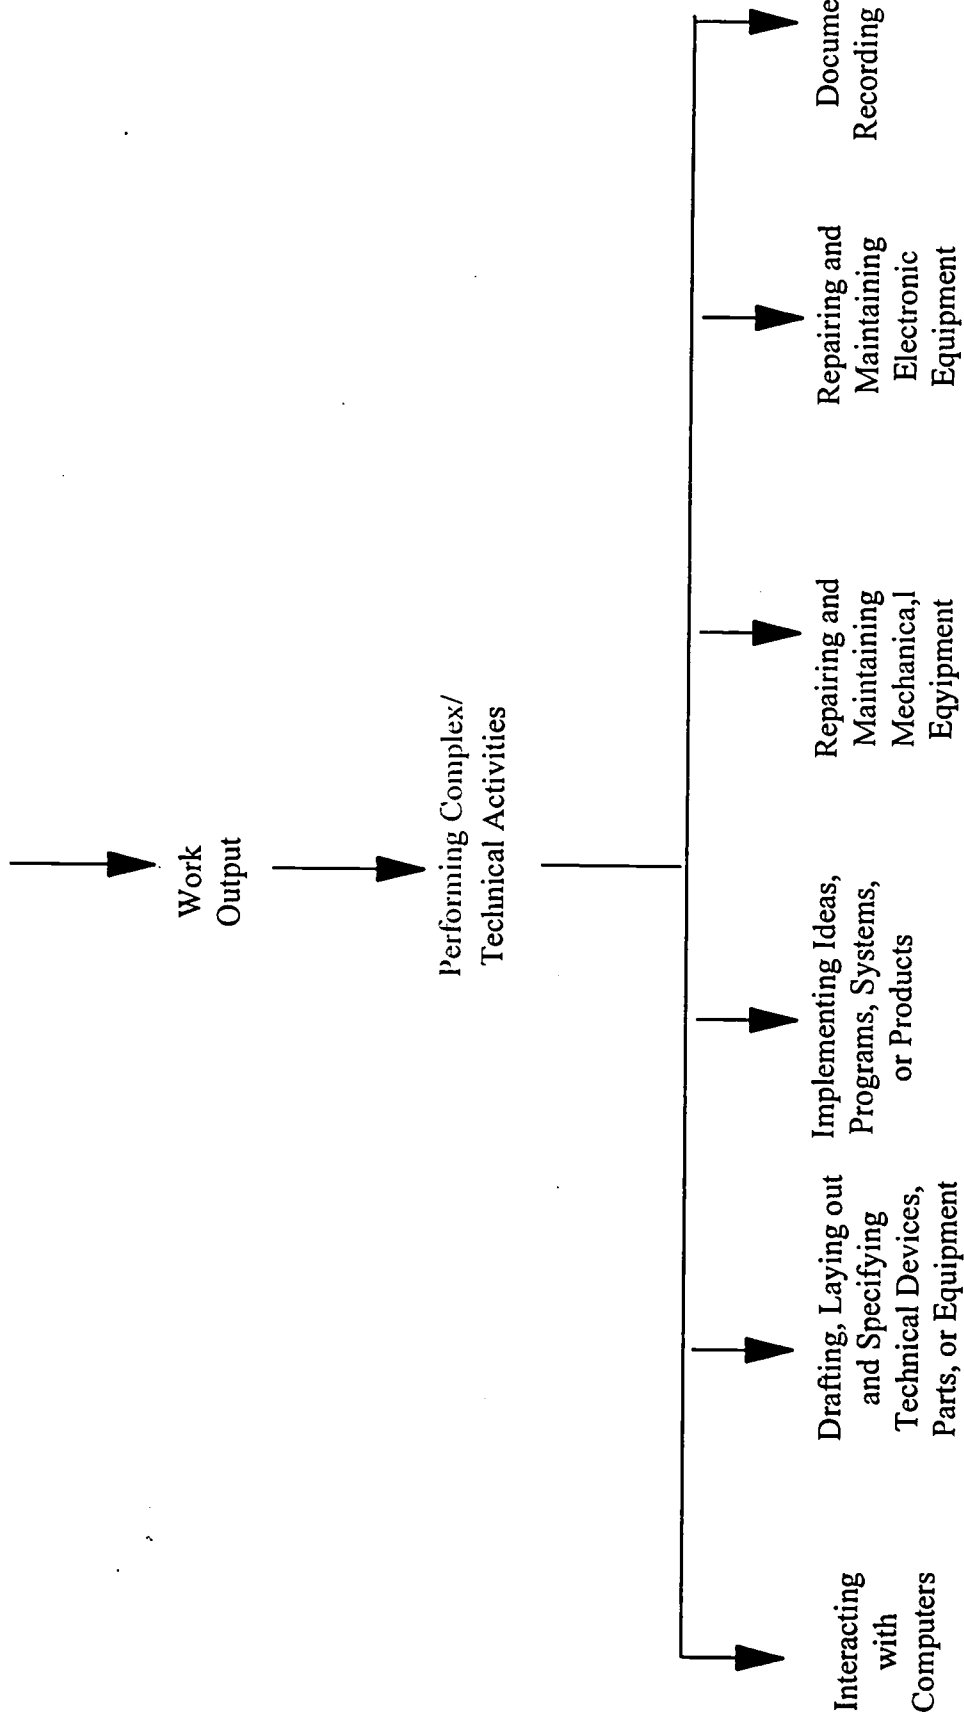 Work
Output
Performing Complex/
Technical Activities
Interacting
with
Computers
Drafting, Laying out
and Specifying
Technical Devices,
Parts, or Equipment
Implementing Ideas,
Programs, Systems,
or Products
Repairing and
Maintaining
Mechanica,l
Eqyipment
Repairing and
Maintaining
Electronic
Equipment
Docume
Recording